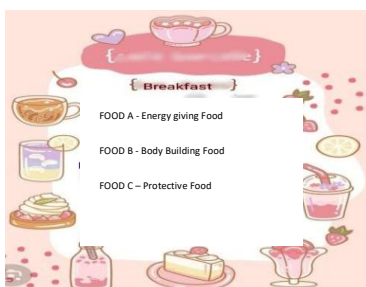 { Breakfast }
FOOD A - Energy giving Food
FOOD B - Body Building Food
FOOD C – Protective Food